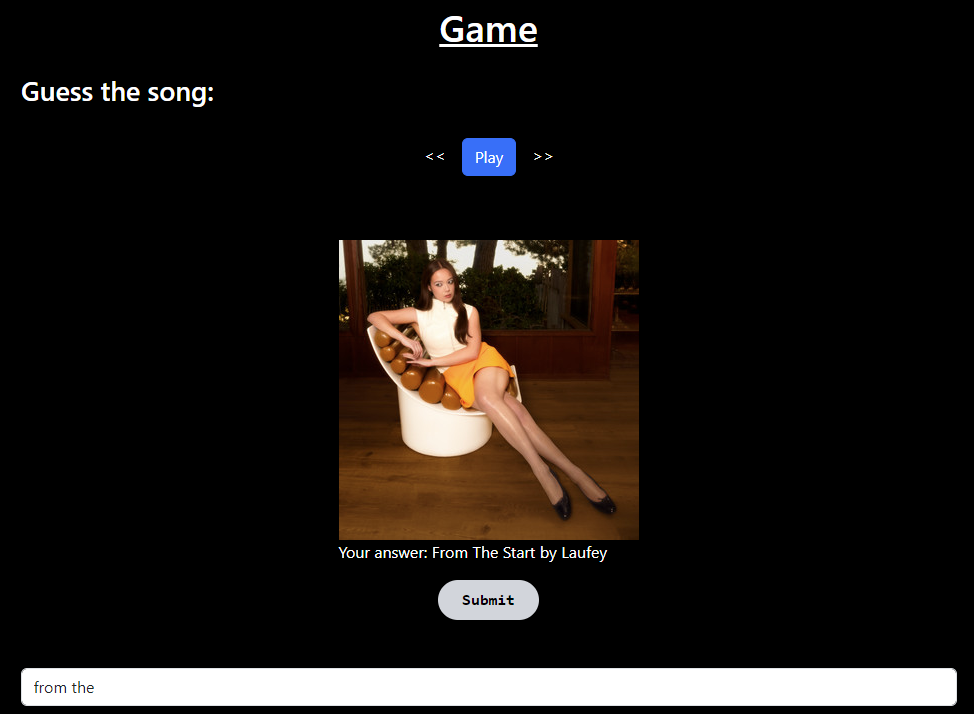 Game
Guess the song:
<< Play >>
Your answer: From The Start by Laufey
Submit
from the